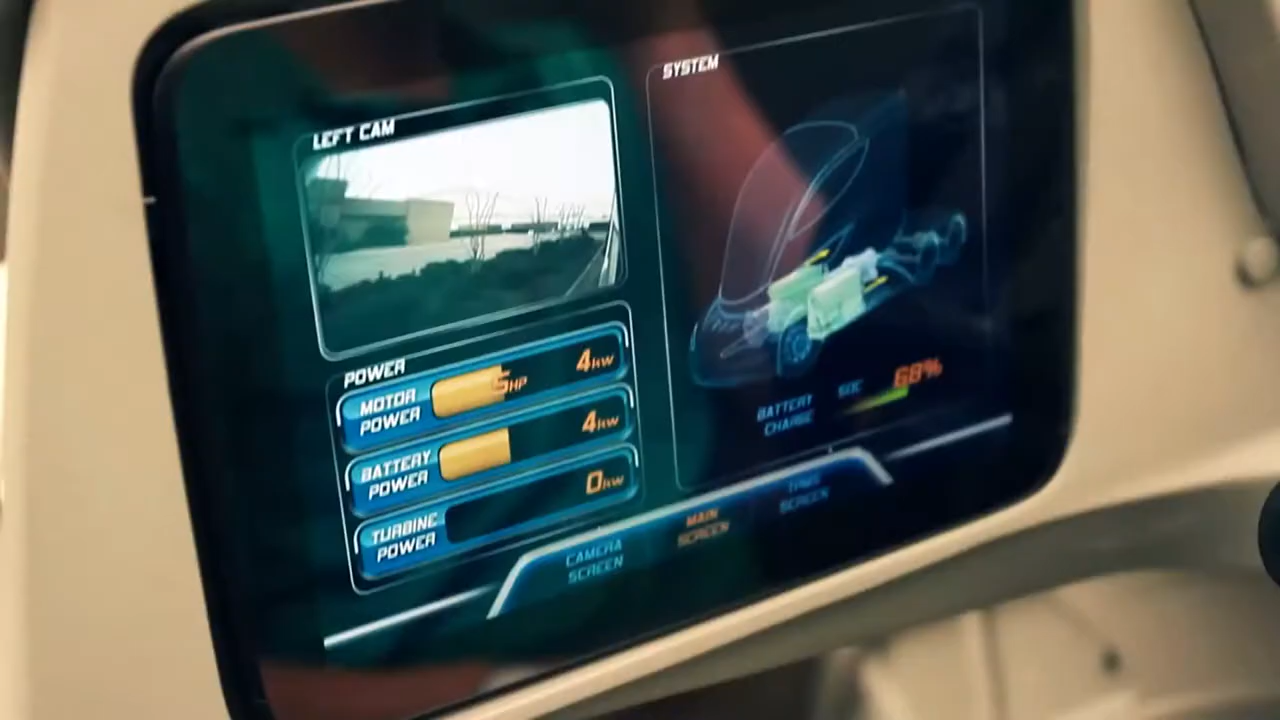 LEFT CAM
SYSTEM
POWER
MOTOR
POWER
5HP
4kw
BATTERY
POWER
4kw
TURBINE
POWER
0kw
BATTERY
CHARGE
SOC
68%
CAMERA
SCREEN
MAIN
SCREEN
SCREEN